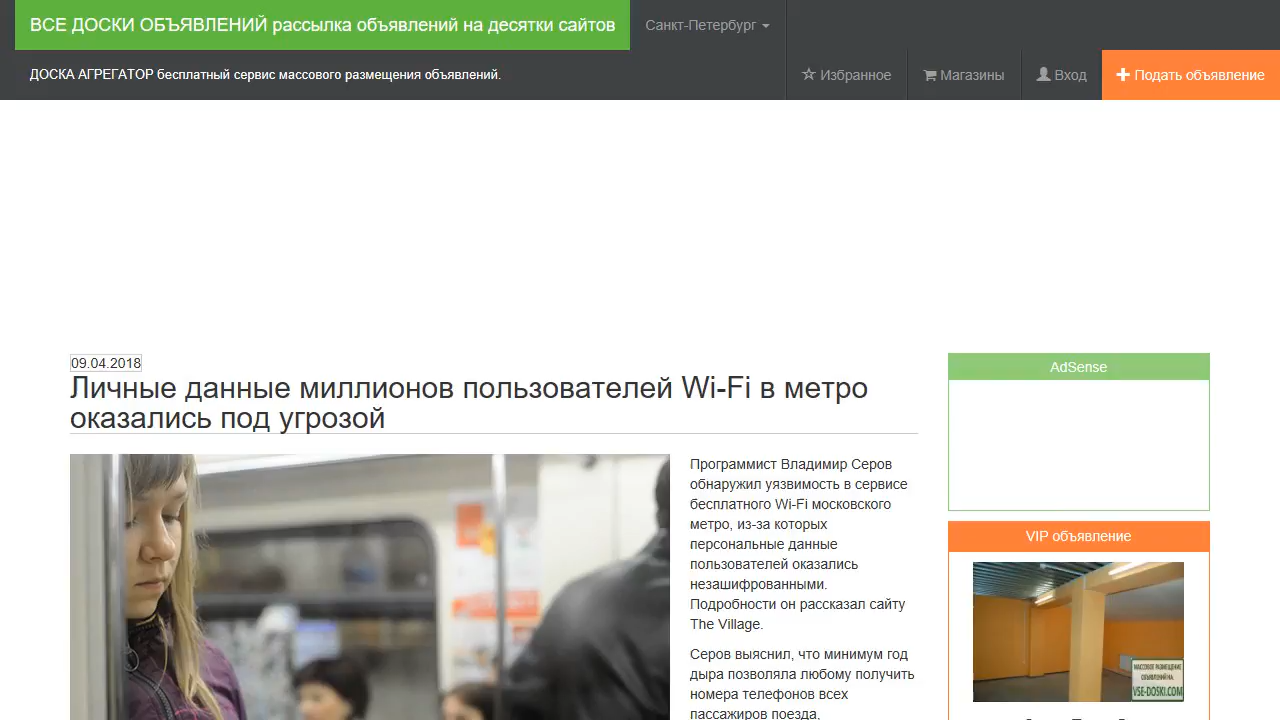 ВСЕ ДОСКИ ОБЪЯВЛЕНИЙ рассылка объявлений на десятки сайтов
Санкт-Петербург
ДОСКА АГРЕГАТОР бесплатный сервис массового размещения объявлений.
Избранное
Магазины
Вход
Подать объявление
09.04.2018
Личные данные миллионов пользователей Wi-Fi в метро
оказались под угрозой
Программист Владимир Серов
обнаружил уязвимость в сервисе
бесплатного Wi-Fi московского
метро, из-за которых
персональные данные
пользователей оказались
незашифрованными.
Подробности он рассказал сайту
The Village.
Серов выяснил, что минимум год
дыра позволяла любому получить
номера телефонов всех
пассажиров поезда,
AdSense
VIP объявление
МАССОВОЕ РАЗМЕЩЕНИЕ
ОБЪЯВЛЕНИЙ НА
VSE-DOSKI.COM